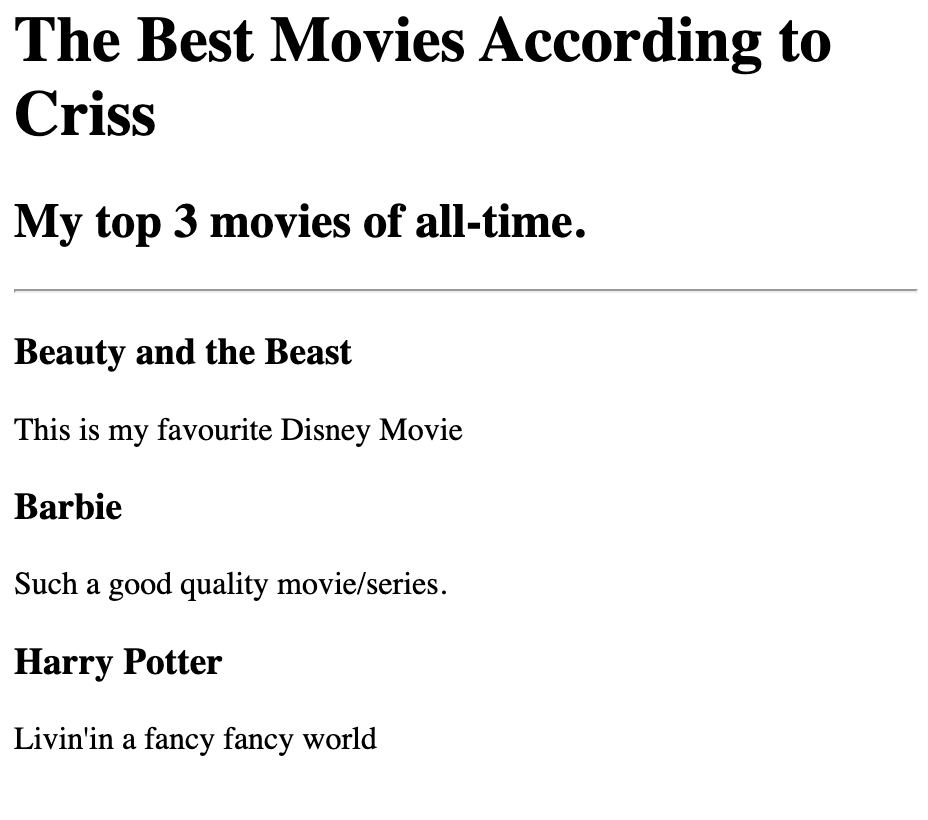 The Best Movies According to
Criss
My top 3 movies of all-time.
Beauty and the Beast
This is my favourite Disney Movie
Barbie
Such a good quality movie/series.
Harry Potter
Livin'in a fancy fancy world